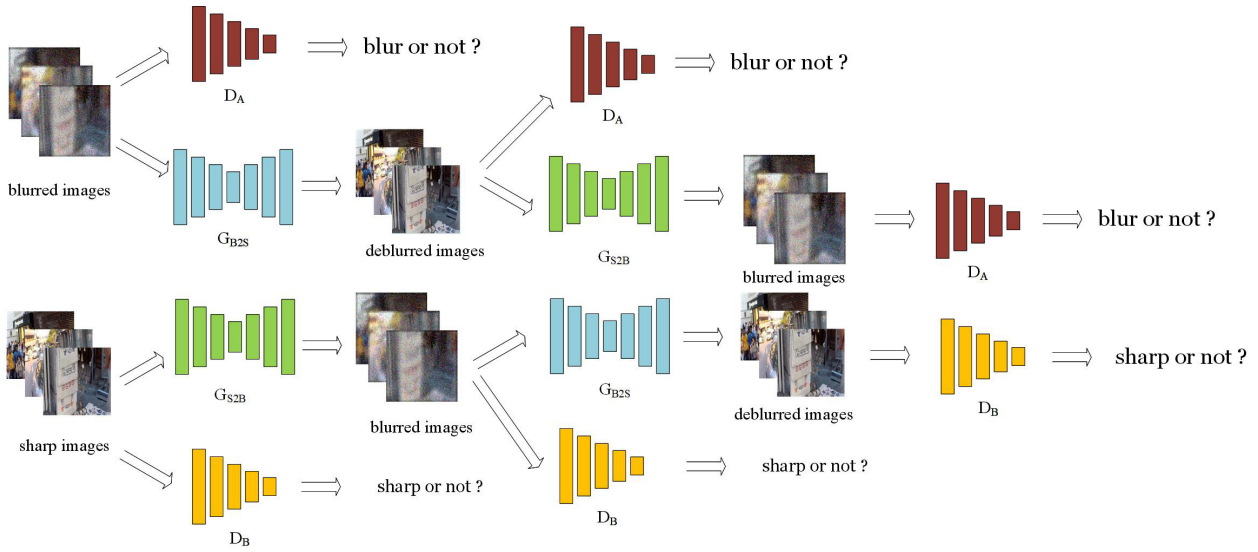 blur or not ?
D_A
blur or not ?
D_A
blurred images
G_B2S
deblurred images
G_S2B
blurred images
D_A
blur or not ?
sharp images
G_S2B
blurred images
G_B2S
deblurred images
D_B
sharp or not ?
D_B
sharp or not ?
D_B
sharp or not ?